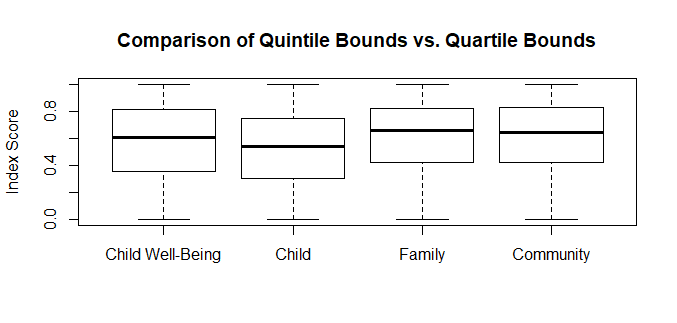 Comparison of Quintile Bounds vs. Quartile Bounds
Index Score
0.8
0.4
0.0
Child Well-Being
Child
Family
Community